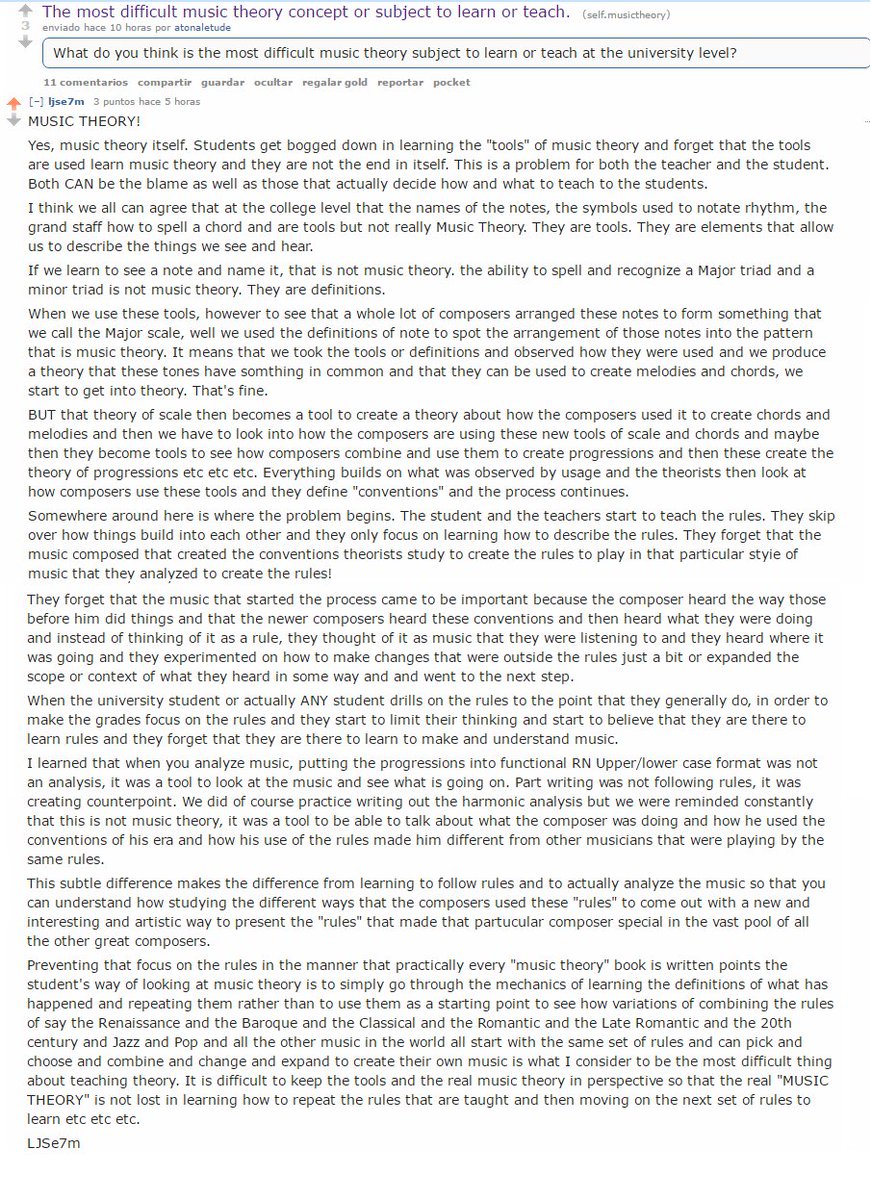 The most difficult music theory concept or subject to learn or teach. (self.musictheory)
3
enviado hace 10 horas por atonaletude
What do you think is the most difficult music theory subject to learn or teach at the university level?
11 comentarios compartir guardar ocultar regalar gold reportar pocket
[-] ljse7m 3 puntos hace 5 horas
MUSIC THEORY!
Yes, music theory itself. Students get bogged down in learning the "tools" of music theory and forget that the tools
are used learn music theory and they are not the end in itself. This is a problem for both the teacher and the student.
Both CAN be the blame as well as those that actually decide how and what to teach to the students.
I think we all can agree that at the college level that the names of the notes, the symbols used to notate rhythm, the
grand staff how to spell a chord and are tools but not really Music Theory. They are tools. They are elements that allow
us to describe the things we see and hear.
If we learn to see a note and name it, that is not music theory. the ability to spell and recognize a Major triad and a
minor triad is not music theory. They are definitions.
When we use these tools, however to see that a whole lot of composers arranged these notes to form something that
we call the Major scale, well we used the definitions of note to spot the arrangement of those notes into the pattern
that is music theory. It means that we took the tools or definitions and observed how they were used and we produce
a theory that these tones have somthing in common and that they can be used to create melodies and chords, we
start to get into theory. That's fine.
BUT that theory of scale then becomes a tool to create a theory about how the composers used it to create chords and
melodies and then we have to look into how the composers are using these new tools of scale and chords and maybe
then they become tools to see how composers combine and use them to create progressions and then these create the
theory of progressions etc etc etc. Everything builds on what was observed by usage and the theorists then look at
how composers use these tools and they define "conventions" and the process continues.
Somewhere around here is where the problem begins. The student and the teachers start to teach the rules. They skip
over how things build into each other and they only focus on learning how to describe the rules. They forget that the
music composed that created the conventions theorists study to create the rules to play in that particular styie of
music that they analyzed to create the rules!
They forget that the music that started the process came to be important because the composer heard the way those
before him did things and that the newer composers heard these conventions and then heard what they were doing
and instead of thinking of it as a rule, they thought of it as music that they were listening to and they heard where it
was going and they experimented on how to make changes that were outside the rules just a bit or expanded the
scope or context of what they heard in some way and and went to the next step.
When the university student or actually ANY student drills on the rules to the point that they generally do, in order to
make the grades focus on the rules and they start to limit their thinking and start to believe that they are there to
learn rules and they forget that they are there to learn to make and understand music.
I learned that when you analyze music, putting the progressions into functional RN Upper/lower case format was not
an analysis, it was a tool to look at the music and see what is going on. Part writing was not following rules, it was
creating counterpoint. We did of course practice writing out the harmonic analysis but we were reminded constantly
that this is not music theory, it was a tool to be able to talk about what the composer was doing and how he used the
conventions of his era and how his use of the rules made him different from other musicians that were playing by the
same rules.
This subtle difference makes the difference from learning to follow rules and to actually analyze the music so that you
can understand how studying the different ways that the composers used these "rules" to come out with a new and
interesting and artistic way to present the "rules" that made that partucular composer special in the vast pool of all
the other great composers.
Preventing that focus on the rules in the manner that practically every "music theory" book is written points the
student's way of looking at music theory is to simply go through the mechanics of learning the definitions of what has
happened and repeating them rather than to use them as a starting point to see how variations of combining the rules
of say the Renaissance and the Baroque and the Classical and the Romantic and the Late Romantic and the 20th
century and Jazz and Pop and all the other music in the world all start with the same set of rules and can pick and
choose and combine and change and expand to create their own music is what I consider to be the most difficult thing
about teaching theory. It is difficult to keep the tools and the real music theory in perspective so that the real "MUSIC
THEORY" is not lost in learning how to repeat the rules that are taught and then moving on the next set of rules to
learn etc etc etc.
LJSe7m